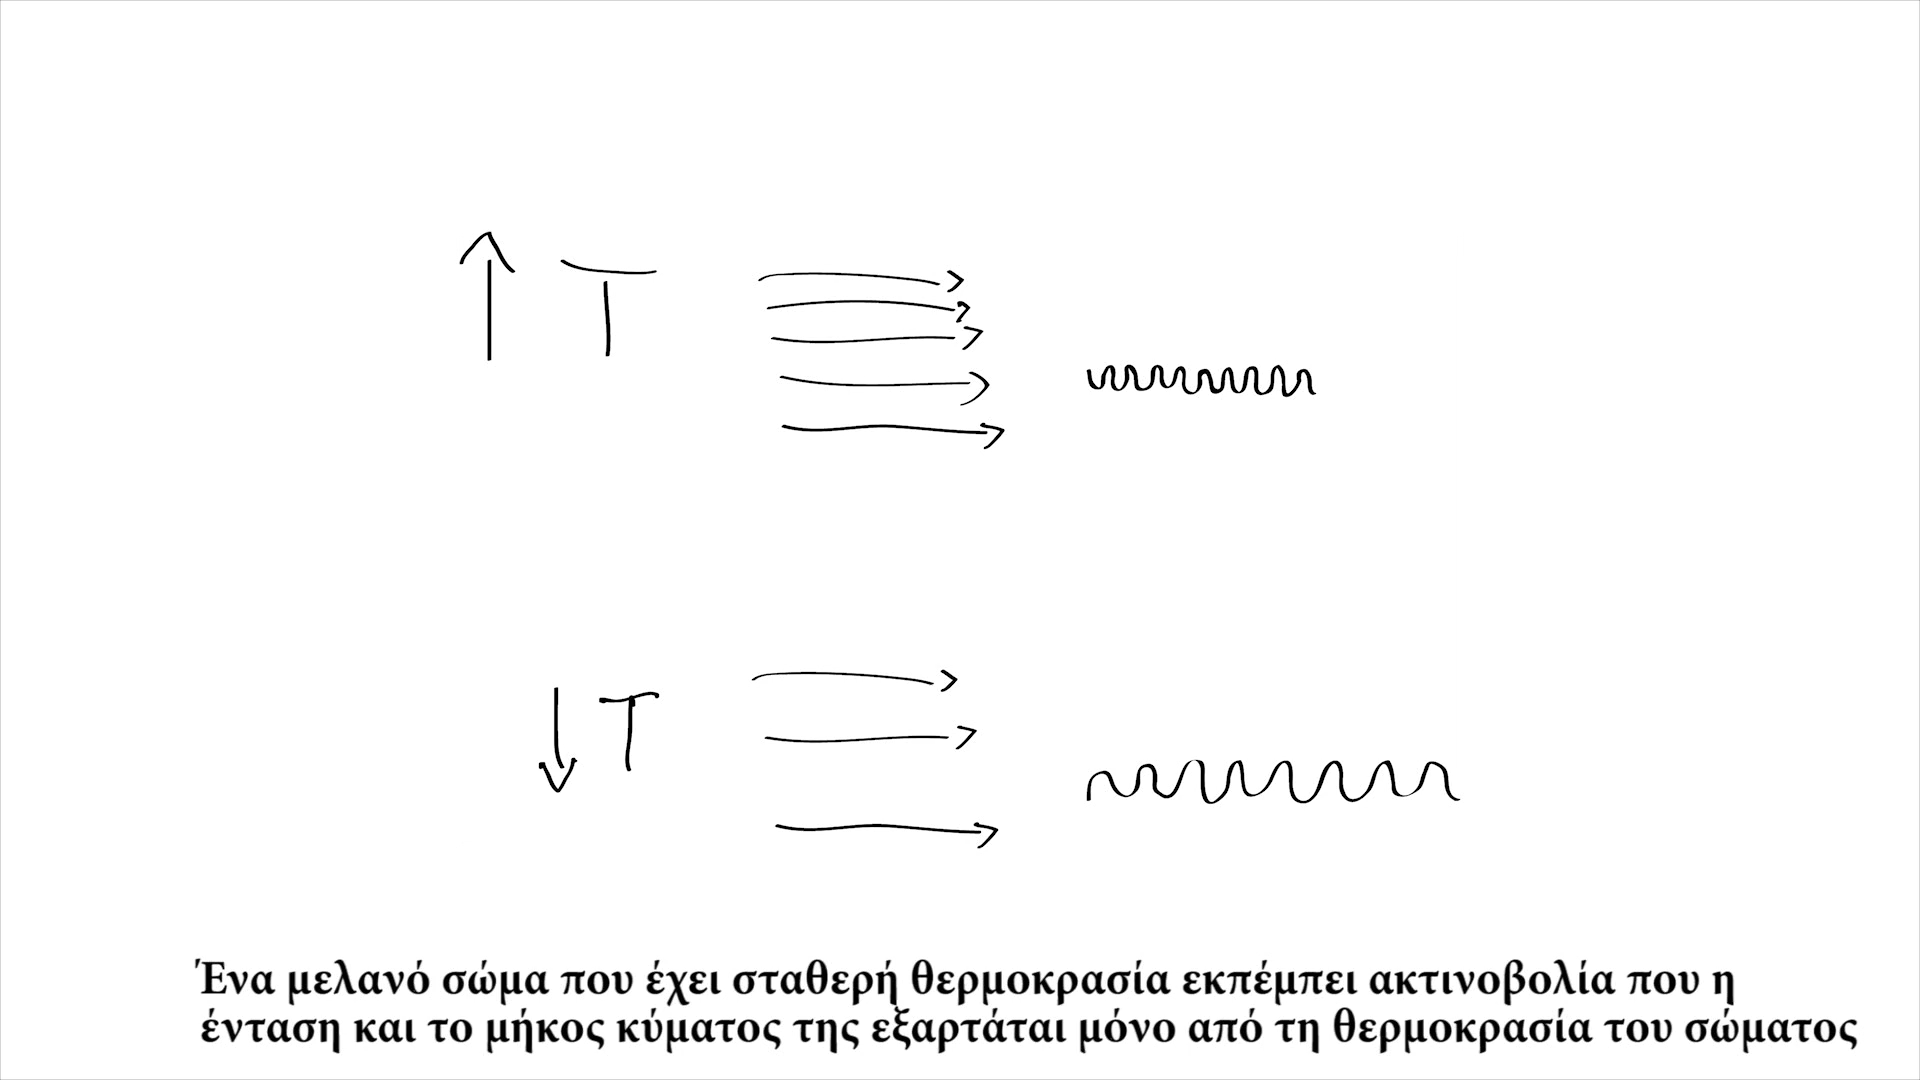 ↑ T
↓ T
Ένα μελανό σώμα που έχει σταθερή θερμοκρασία εκπέμπει ακτινοβολία που η
ένταση και το μήκος κύματος της εξαρτάται μόνο από τη θερμοκρασία του σώματος